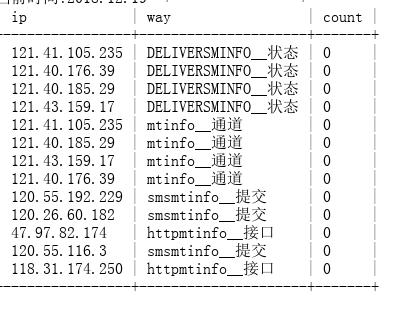 当前时间:2018.12.19
ip | way | count |
------------------+----------------------+--------+
121.41.105.235 | DELIVERSMINFO__状态 | 0 |
121.40.176.39 | DELIVERSMINFO__状态 | 0 |
121.40.185.29 | DELIVERSMINFO__状态 | 0 |
121.43.159.17 | DELIVERSMINFO__状态 | 0 |
121.41.105.235 | mtinfo__通道 | 0 |
121.40.185.29 | mtinfo__通道 | 0 |
121.43.159.17 | mtinfo__通道 | 0 |
121.40.176.39 | mtinfo__通道 | 0 |
120.55.192.229 | smsmtinfo__提交 | 0 |
120.26.60.182 | smsmtinfo__提交 | 0 |
47.97.82.174 | httpmtinfo__接口 | 0 |
120.55.116.3 | smsmtinfo__提交 | 0 |
118.31.174.250 | httpmtinfo__接口 | 0 |
------------------+----------------------+--------+